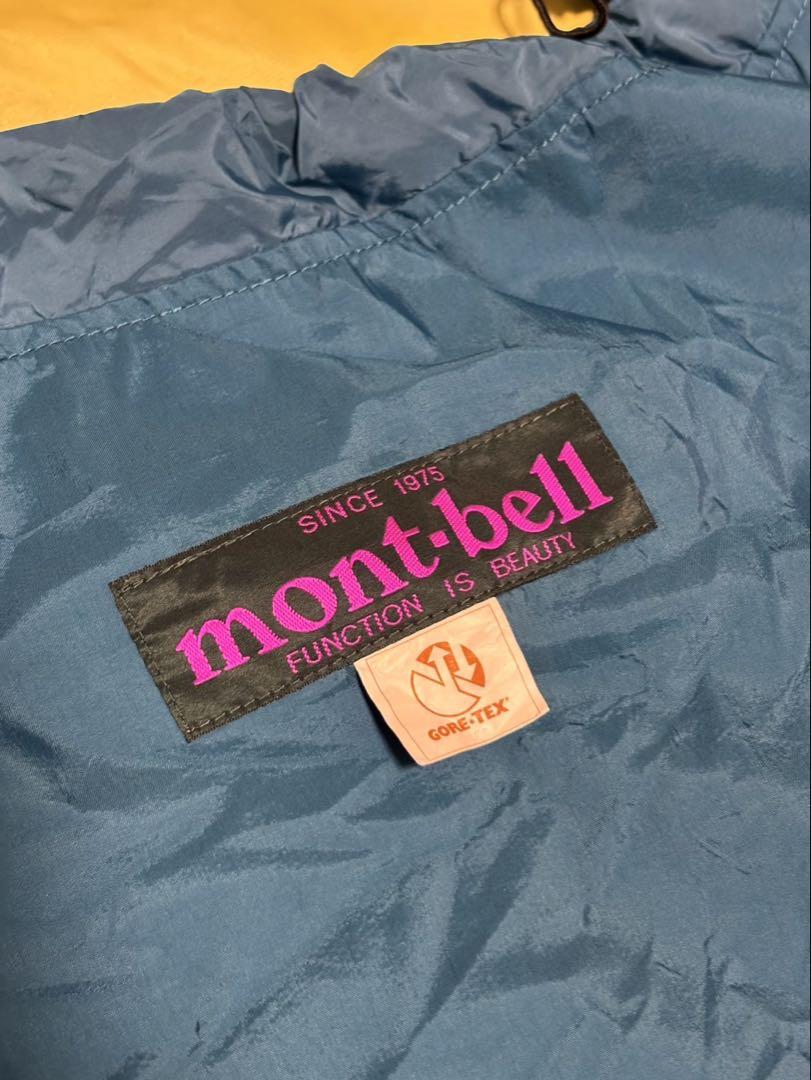 SINCE 1975
mont·bell
FUNCTION IS BEAUTY
GORE-TEX®